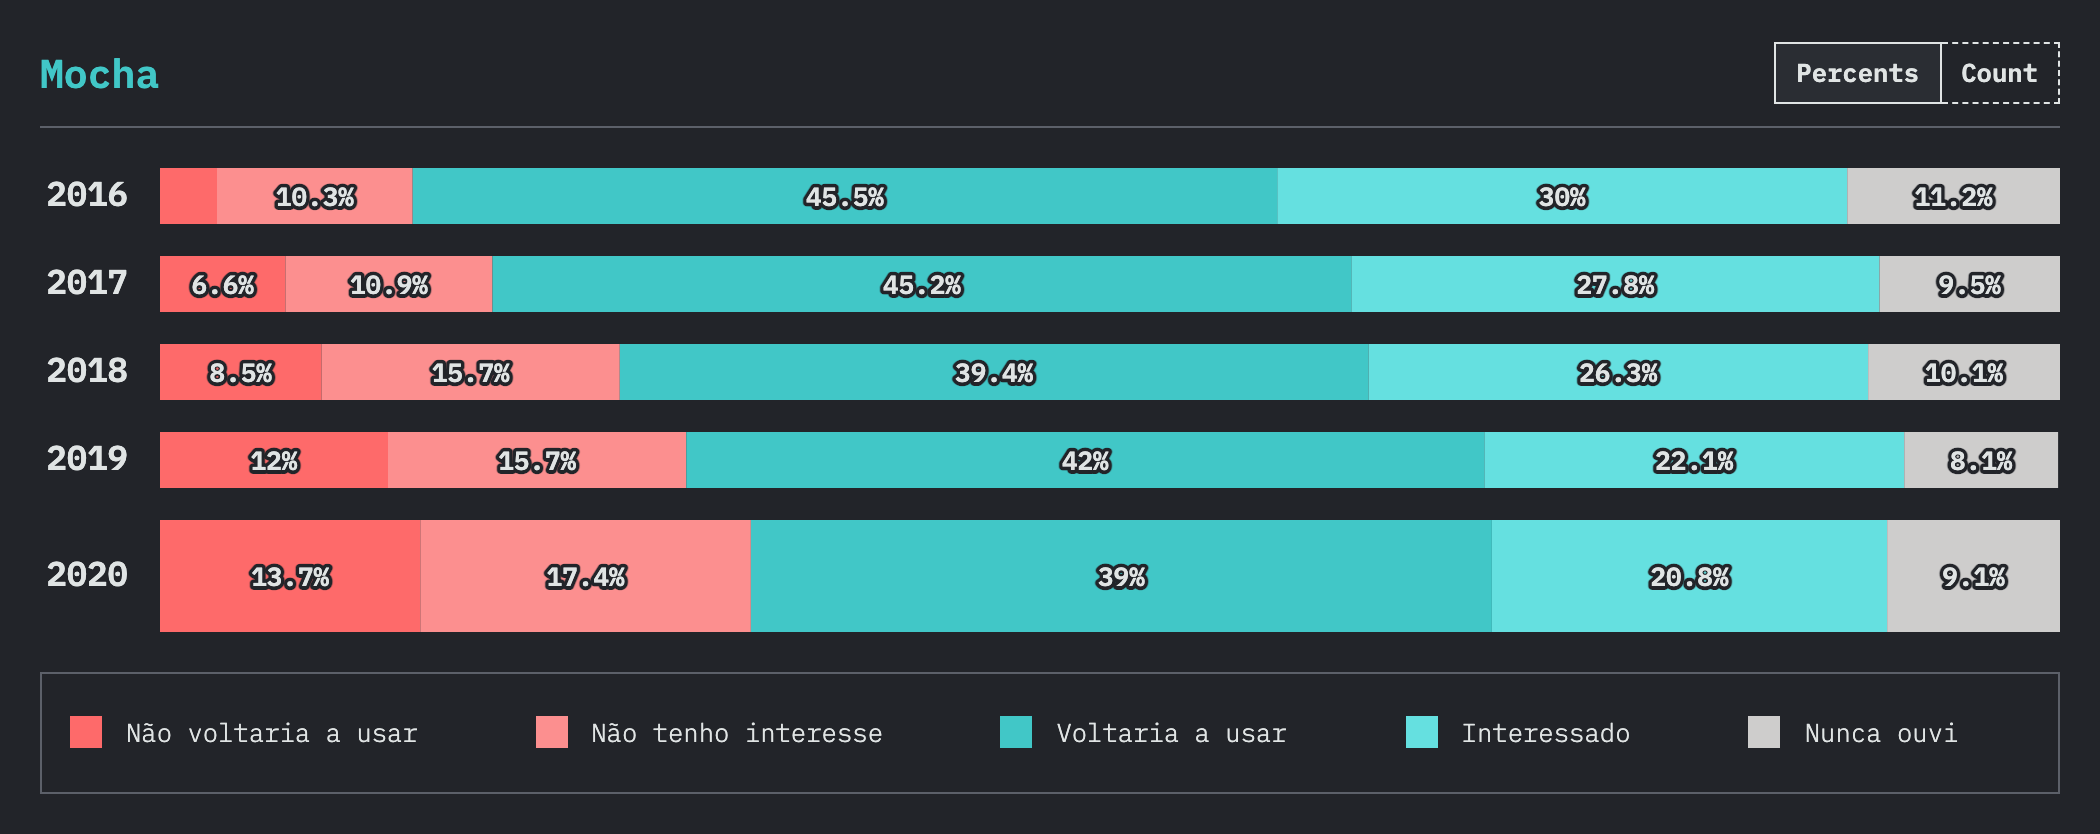 Mocha
Percents Count
2016 10.3% 45.5% 30% 11.2%
2017 6.6% 10.9% 45.2% 27.8% 9.5%
2018 8.5% 15.7% 39.4% 26.3% 10.1%
2019 12% 15.7% 42% 22.1% 8.1%
2020 13.7% 17.4% 39% 20.8% 9.1%
Não voltaria a usar Não tenho interesse Voltaria a usar Interessado Nunca ouvi